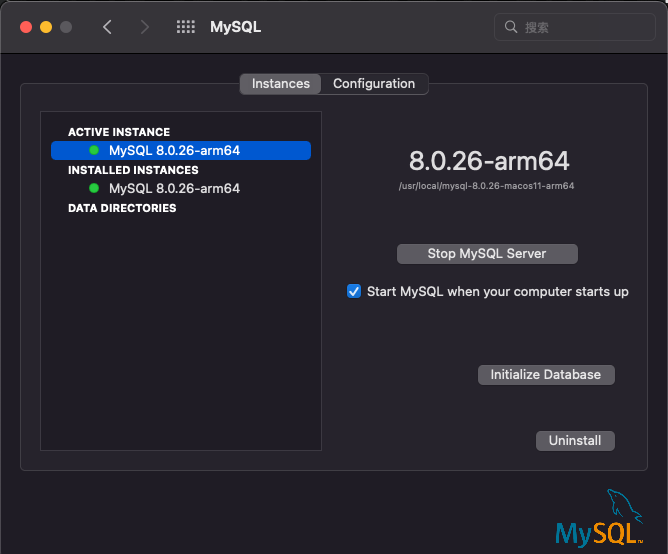 MySQL
搜索
Instances
Configuration
ACTIVE INSTANCE
MySQL 8.0.26-arm64
INSTALLED INSTANCES
MySQL 8.0.26-arm64
DATA DIRECTORIES
8.0.26-arm64
/usr/local/mysql-8.0.26-macos11-arm64
Stop MySQL Server
Start MySQL when your computer starts up
Initialize Database
Uninstall
MySQL